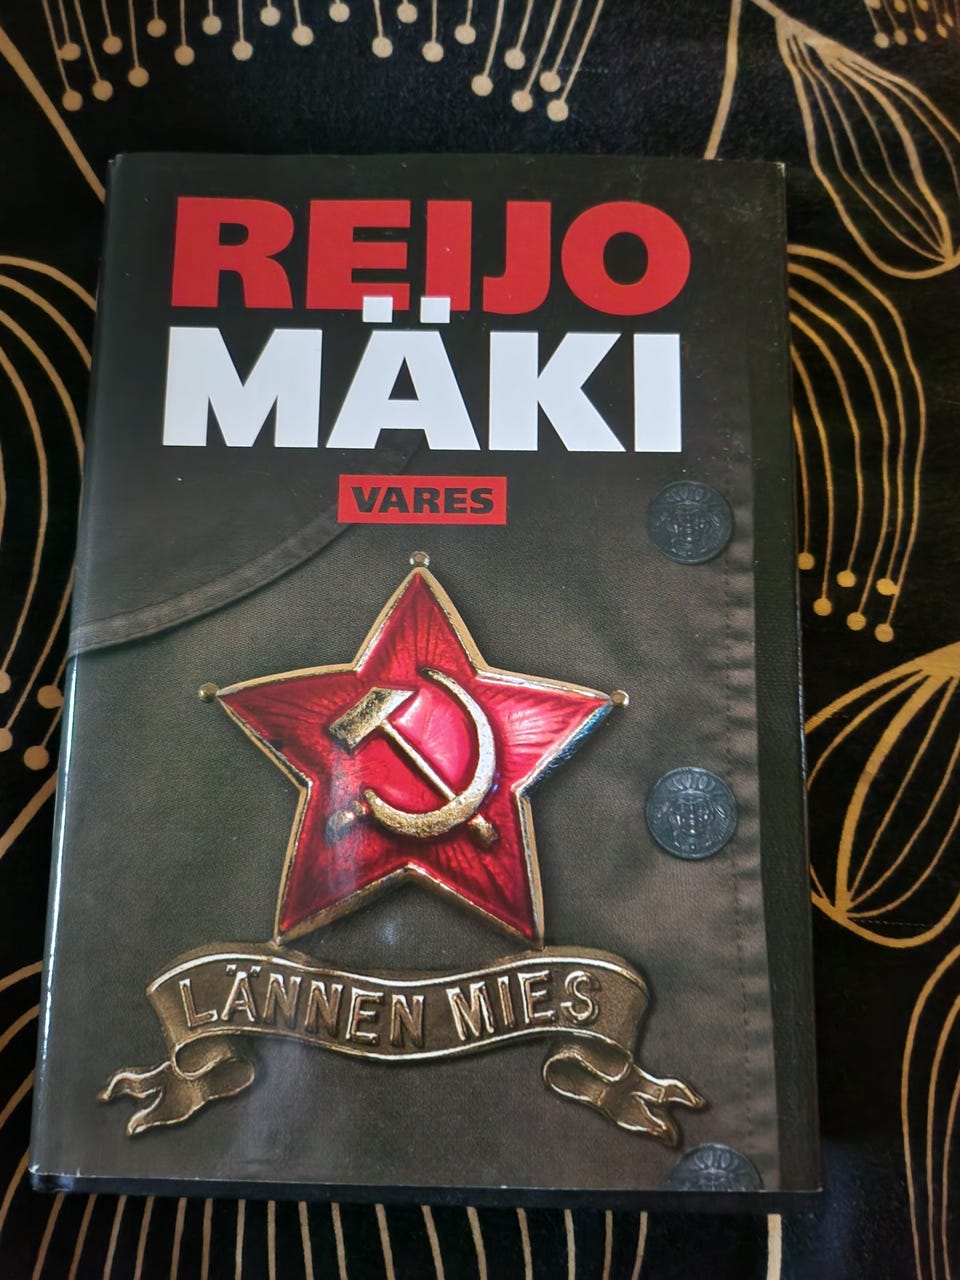 REIJO
MÄKI
VARES
LÄNNEN MIES